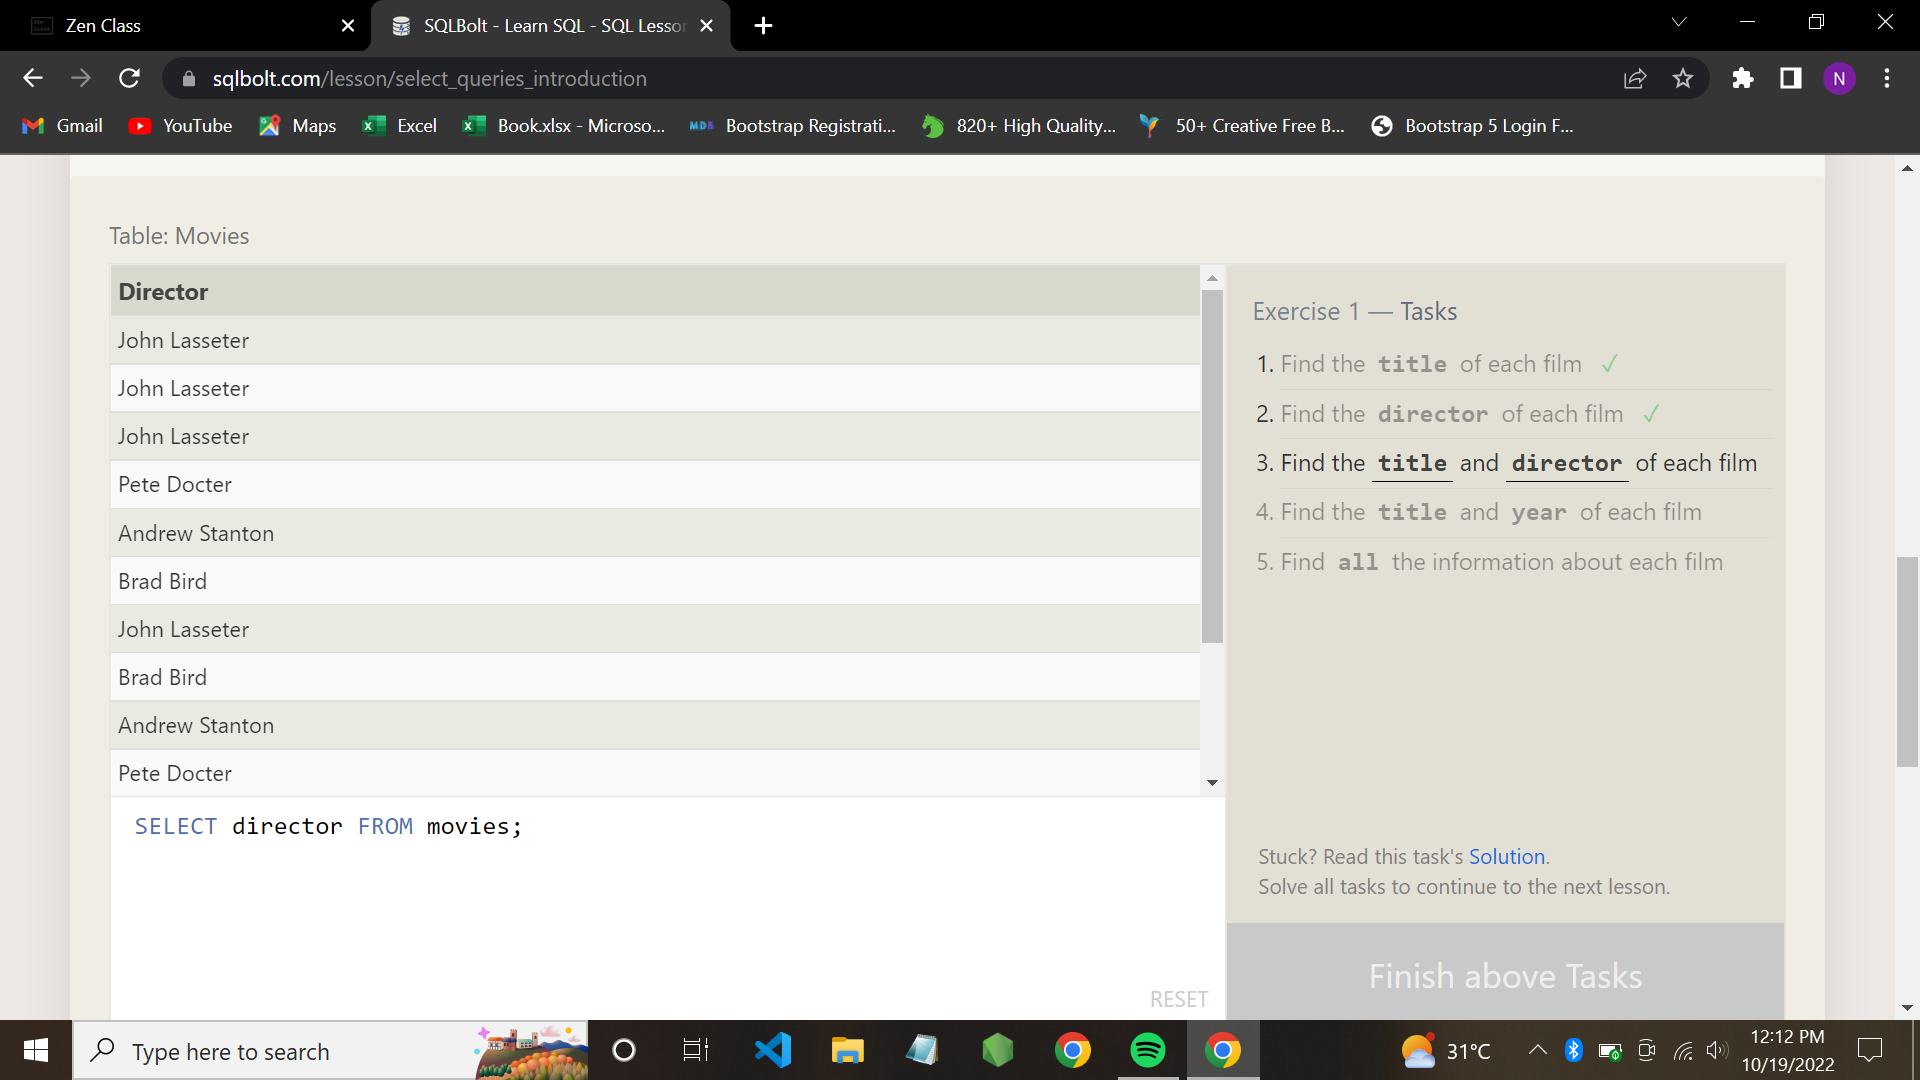 Zen Class
SQLBolt - Learn SQL - SQL Lesso
sqlbolt.com/lesson/select_queries_introduction
N
Gmail
YouTube
Maps
Excel
Book.xlsx - Microso...
MDB
Bootstrap Registrati...
820+ High Quality...
50+ Creative Free B...
Bootstrap 5 Login F...
Table: Movies
Director
John Lasseter
John Lasseter
John Lasseter
Pete Docter
Andrew Stanton
Brad Bird
John Lasseter
Brad Bird
Andrew Stanton
Pete Docter
SELECT director FROM movies;
RESET
Exercise 1 — Tasks
1. Find the title of each film ✓
2. Find the director of each film ✓
3. Find the title and director of each film
4. Find the title and year of each film
5. Find all the information about each film
Stuck? Read this task's Solution.
Solve all tasks to continue to the next lesson.
Finish above Tasks
Type here to search
31°C
12:12 PM
10/19/2022